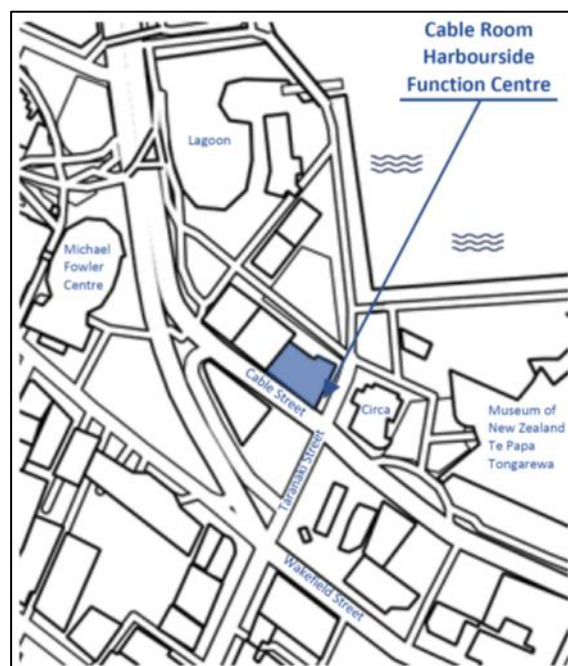 Cable Room
Harbourside
Function Centre
Lagoon
Michael
Fowler
Centre
Cable Street
Circa
Museum of
New Zealand
Te Papa
Tongarewa
Taranaki Street
Wakefield Street